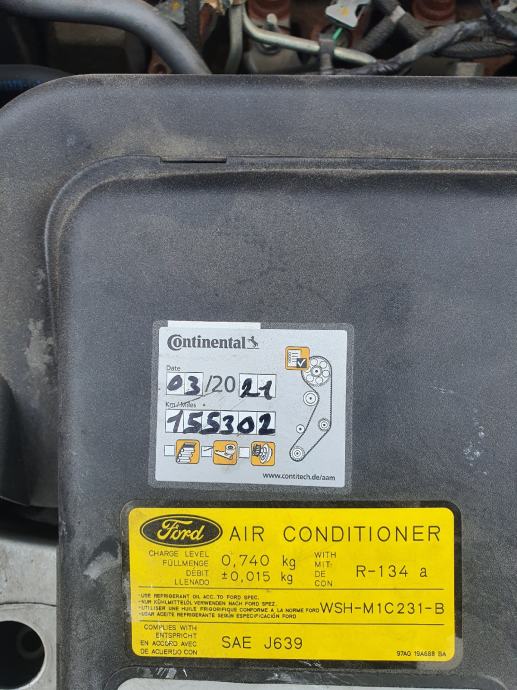 Continental
Date
03/2021
Km/Miles
155302
www.contitech.de/aam
Ford AIR CONDITIONER
CHARGE LEVEL
FÜLLMENGE
DÉBIT
LLENADO
0,740 kg
±0,015 kg
WITH
MIT
DE
CON
R-134 a
-USE REFRIGERANT OIL ACC. TO FORD SPEC.
-NUR KÜHLMITTELÖL VERWENDEN NACH FORD SPEZ.
-UTILISER UNE HUILE FRIGORIFIQUE CONFORME A LA NORME FORD
-USAR ACEITE REFRIGERANTE SEGÚN ESPECIFICACIÓN FORD
WSH-M1C231-B
COMPLIES WITH
ENTSPRICHT
EN ACCORD AVEC
DE ACUERDO CON
SAE J639
97AG 19A688 BA